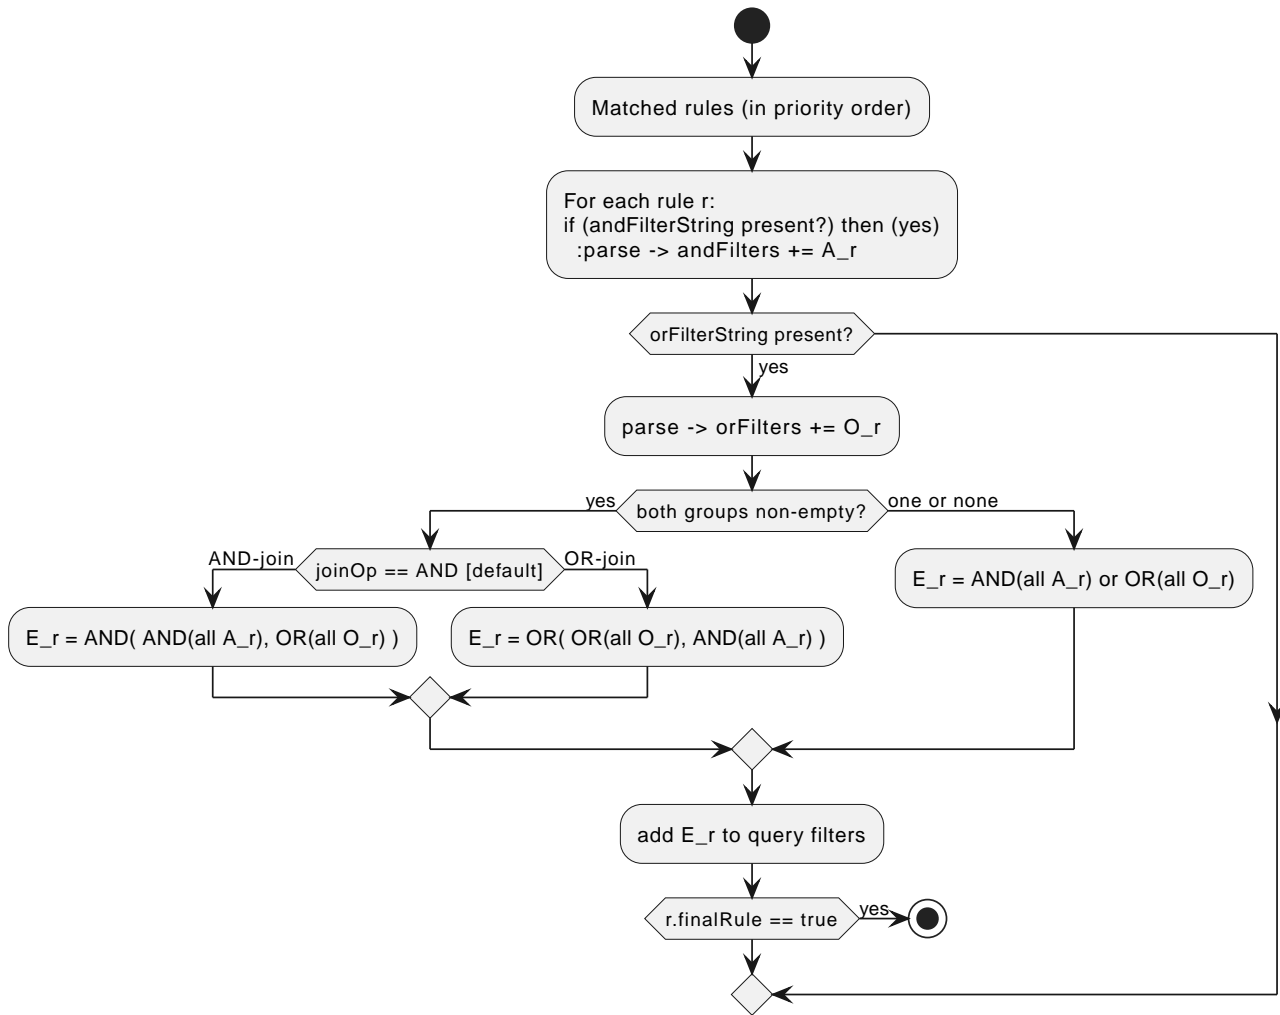 Matched rules (in priority order)
For each rule r:
if (andFilterString present?) then (yes)
:parse -> andFilters += A_r
orFilterString present?
yes
parse -> orFilters += O_r
yes
both groups non-empty?
one or none
AND-join
joinOp == AND [default]
OR-join
E_r = AND(all A_r) or OR(all O_r)
E_r = AND( AND(all A_r), OR(all O_r) )
E_r = OR( OR(all O_r), AND(all A_r) )
add E_r to query filters
r.finalRule == true
yes